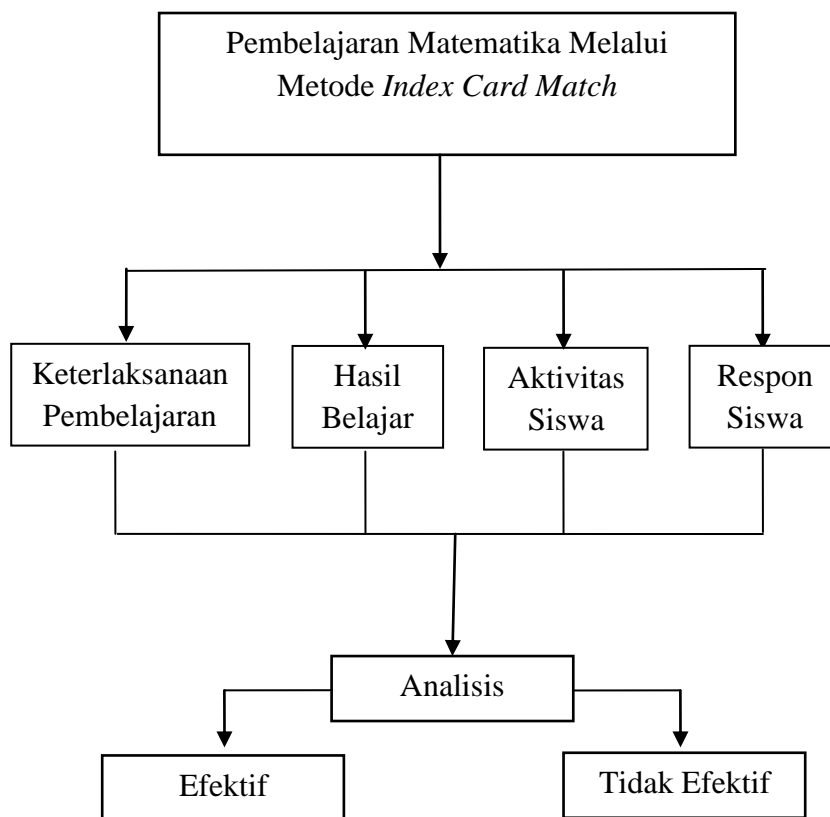 Pembelajaran Matematika Melalui
Metode Index Card Match
Keterlaksanaan
Pembelajaran
Hasil
Belajar
Aktivitas
Siswa
Respon
Siswa
Analisis
Efektif
Tidak Efektif